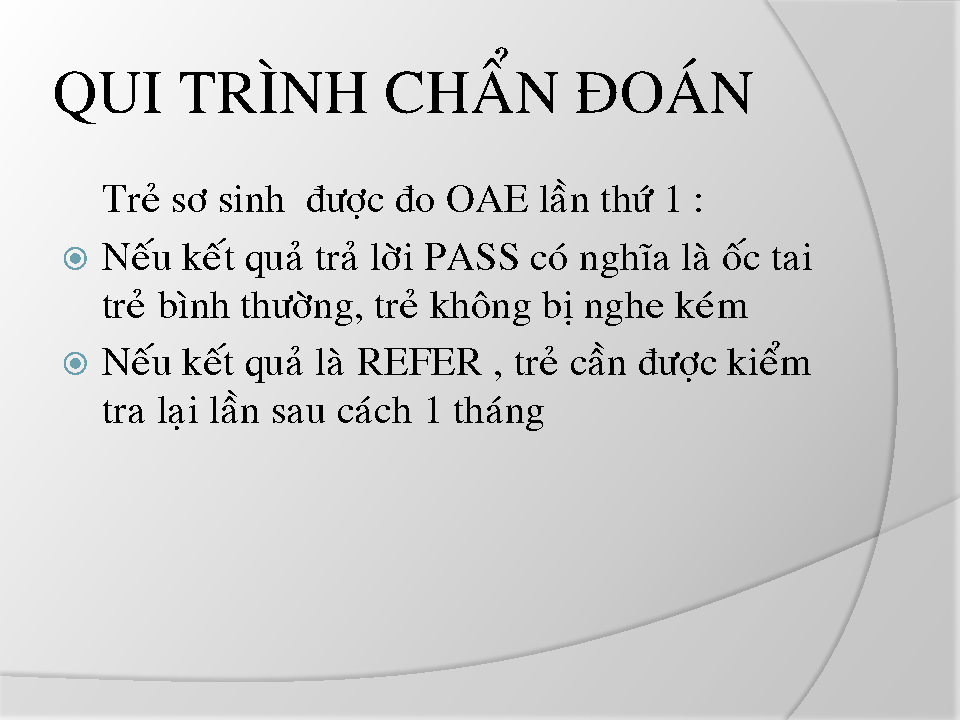 QUI TRÌNH CHẨN ĐOÁN
Trẻ sơ sinh được đo OAE lần thứ 1 :
Nếu kết quả trả lời PASS có nghĩa là ốc tai
trẻ bình thường, trẻ không bị nghe kém
Nếu kết quả là REFER , trẻ cần được kiểm
tra lại lần sau cách 1 tháng